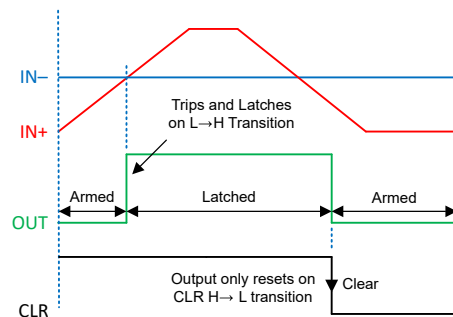 IN–
IN+
Trips and Latches
on L→H Transition
Armed
Latched
Armed
OUT
Output only resets on
CLR H→ L transition
Clear
CLR